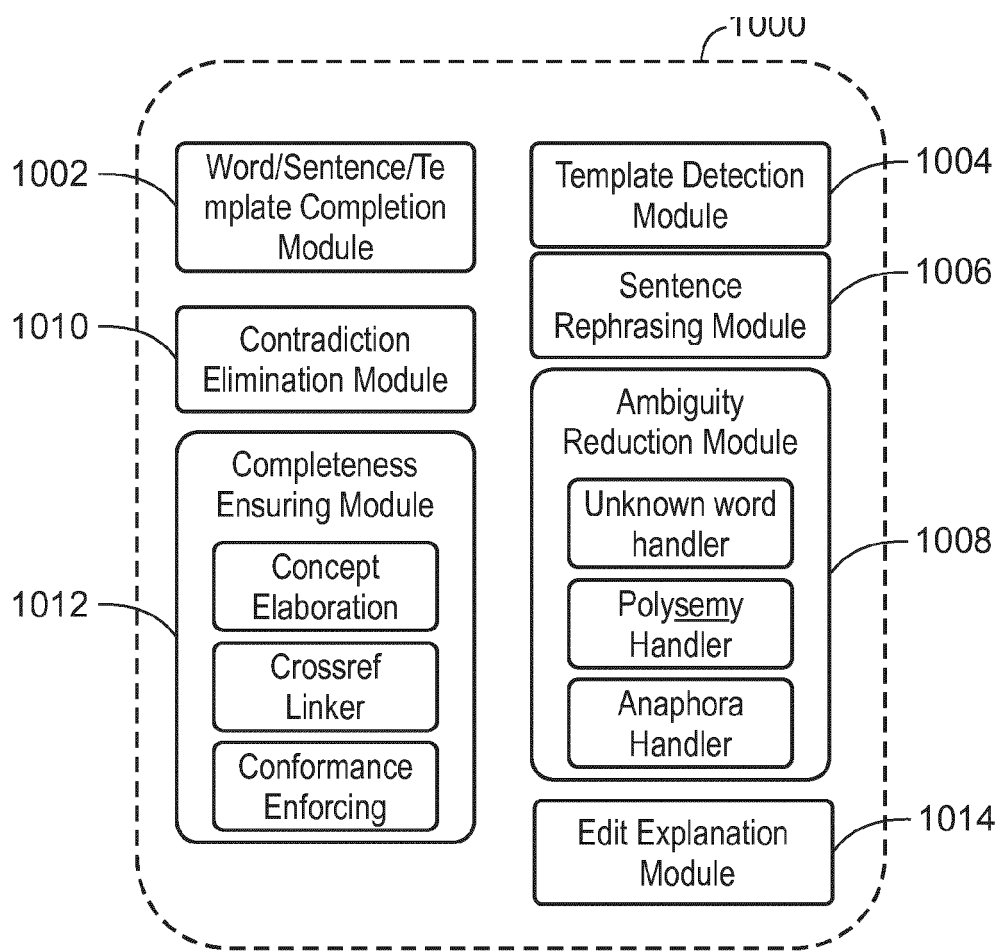 1000
1002
Word/Sentence/Te
mplate Completion
Module
Template Detection
Module
1004
Sentence
Rephrasing Module
1006
1010
Contradiction
Elimination Module
Ambiguity
Reduction Module
Unknown word
handler
Polysemy
Handler
Anaphora
Handler
1008
1012
Completeness
Ensuring Module
Concept
Elaboration
Crossref
Linker
Conformance
Enforcing
Edit Explanation
Module
1014